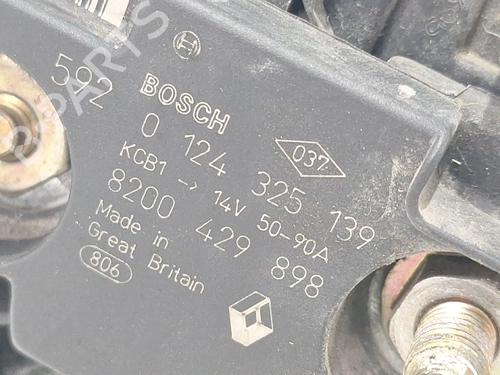 592
BOSCH
0 124 325 139
037
KCB1 → 14V 50-90A
8200 429 898
Made in
Great Britain
806
B PARTS